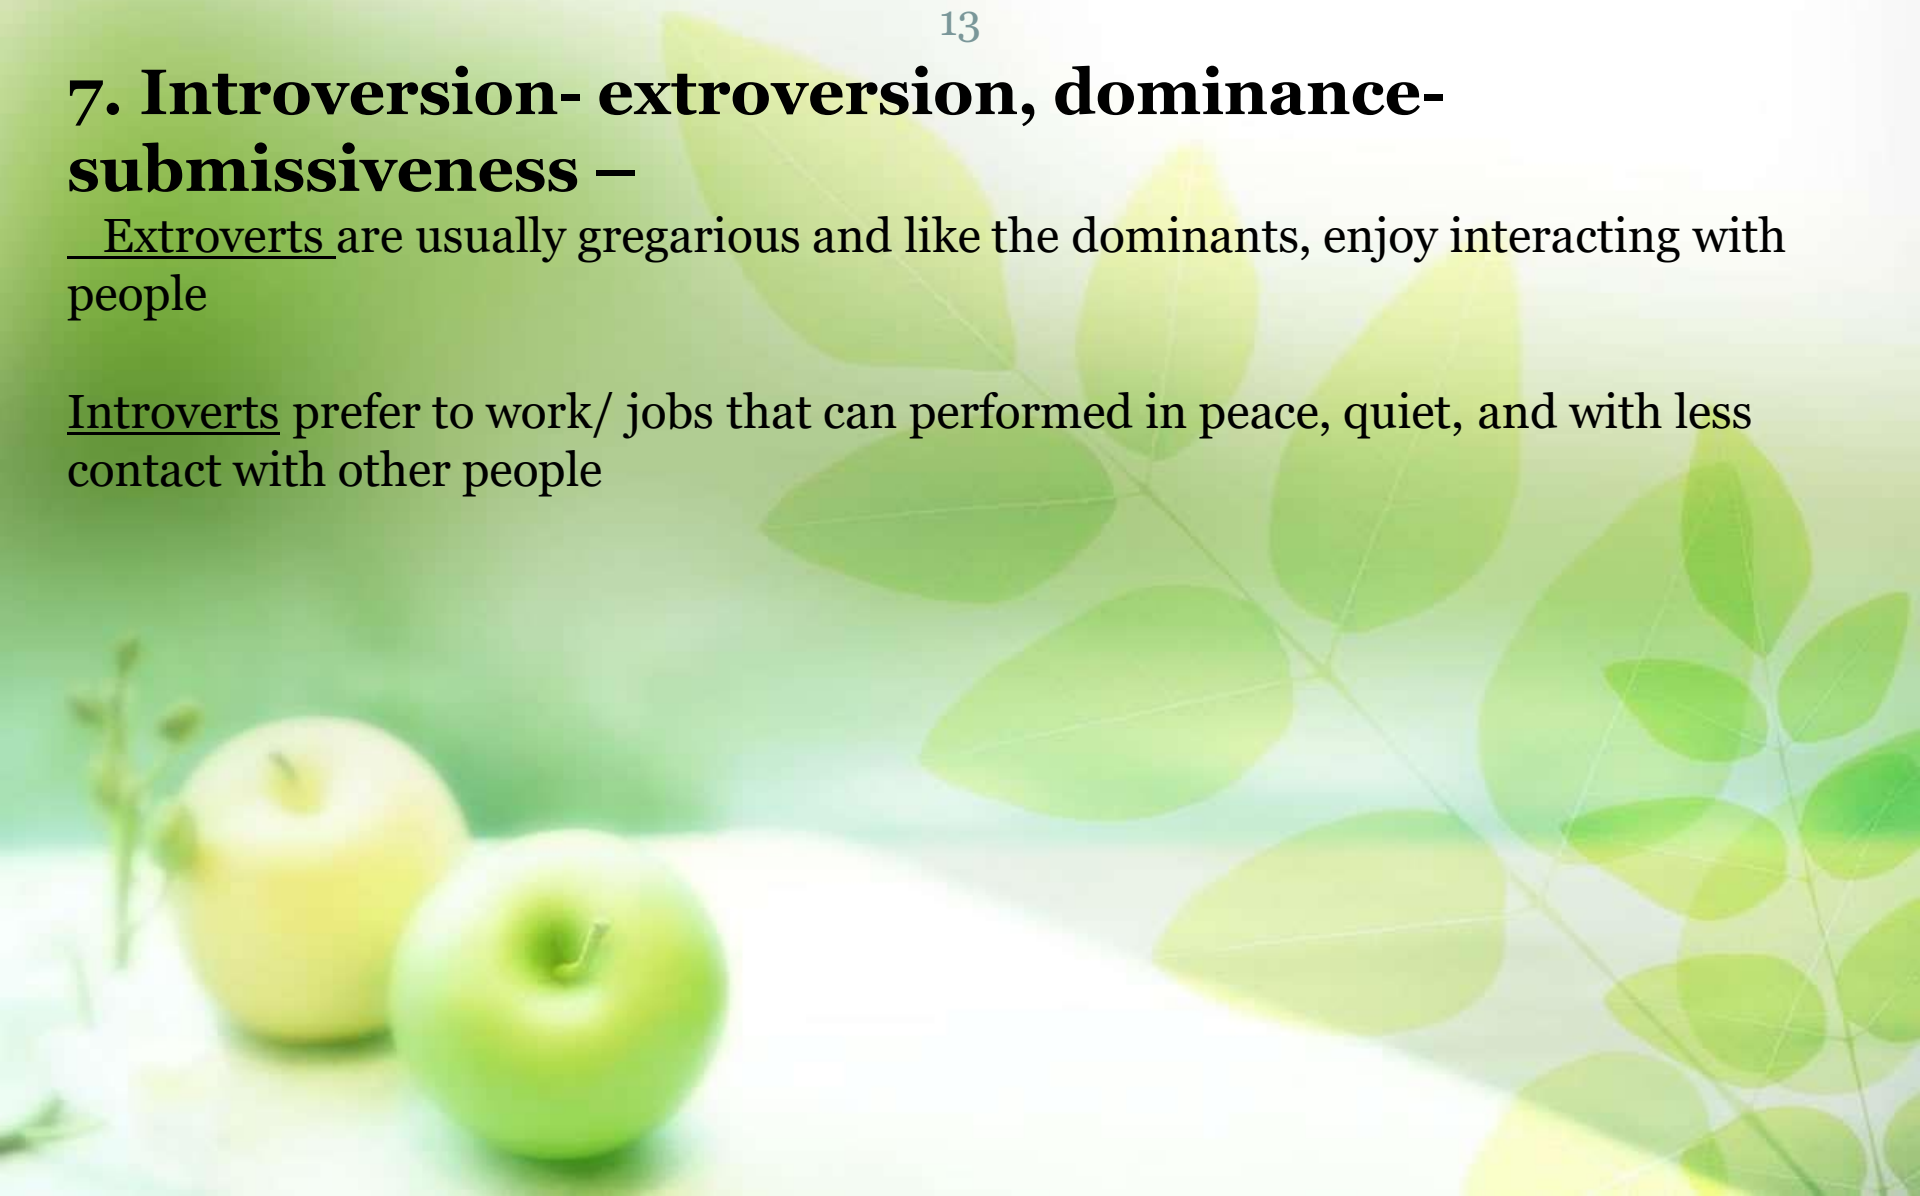 13
7. Introversion- extroversion, dominance-
submissiveness –
Extroverts are usually gregarious and like the dominants, enjoy interacting with
people
Introverts prefer to work/ jobs that can performed in peace, quiet, and with less
contact with other people